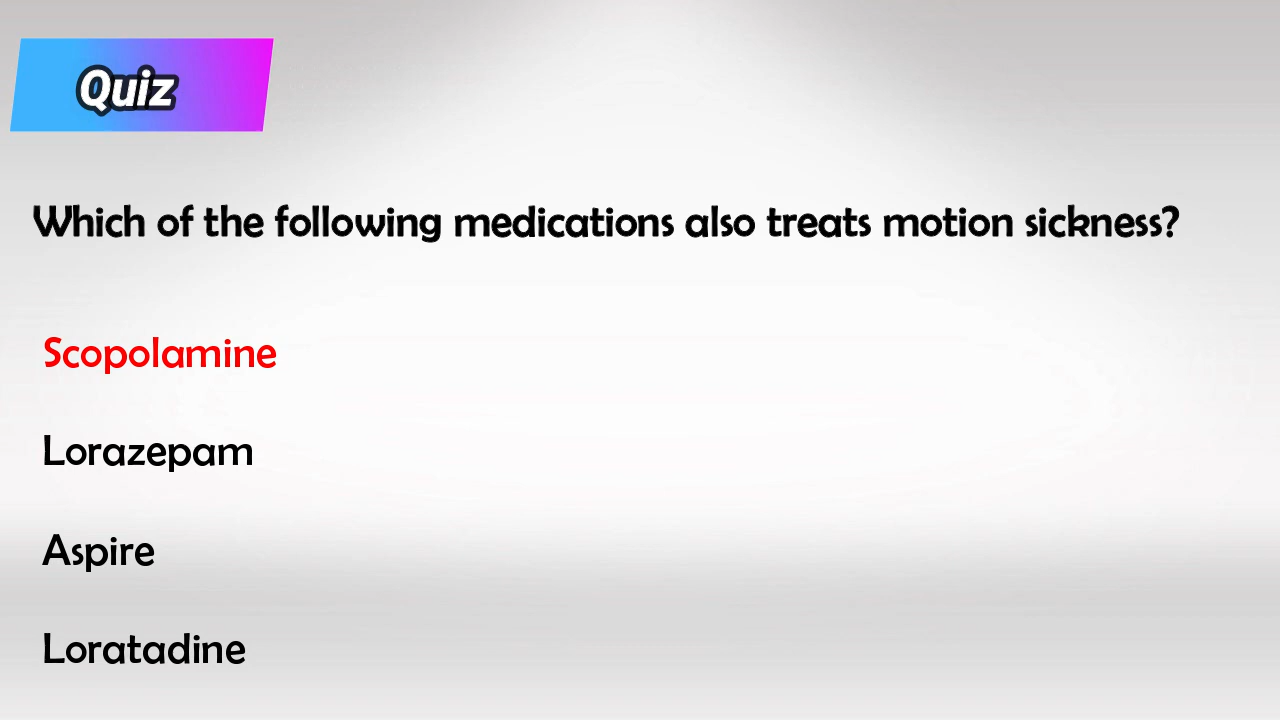 Quiz
Which of the following medications also treats motion sickness?
Scopolamine
Lorazepam
Aspire
Loratadine